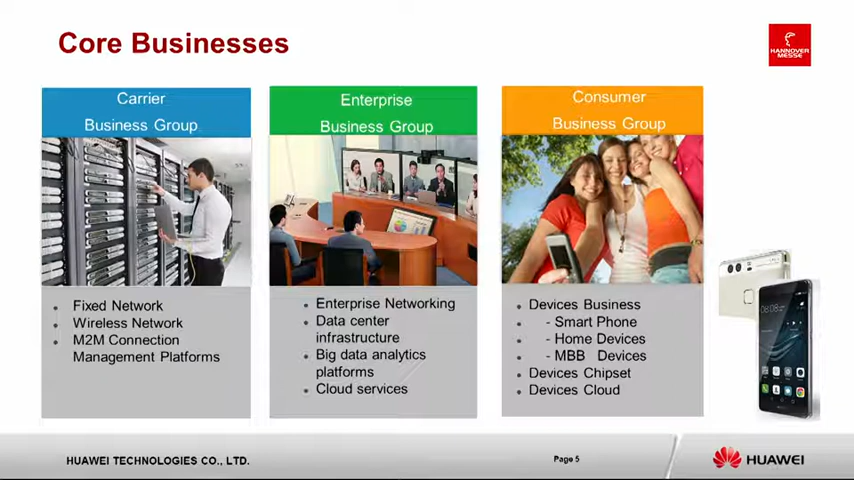 Core Businesses
HANNOVER
MESSE
Carrier
Business Group
Enterprise
Business Group
Consumer
Business Group
• Fixed Network
• Wireless Network
• M2M Connection
Management Platforms
• Enterprise Networking
• Data center
infrastructure
• Big data analytics
platforms
• Cloud services
• Devices Business
• - Smart Phone
• - Home Devices
• - MBB Devices
• Devices Chipset
• Devices Cloud
08:08
HUAWEI TECHNOLOGIES CO., LTD.
Page 5
HUAWEI